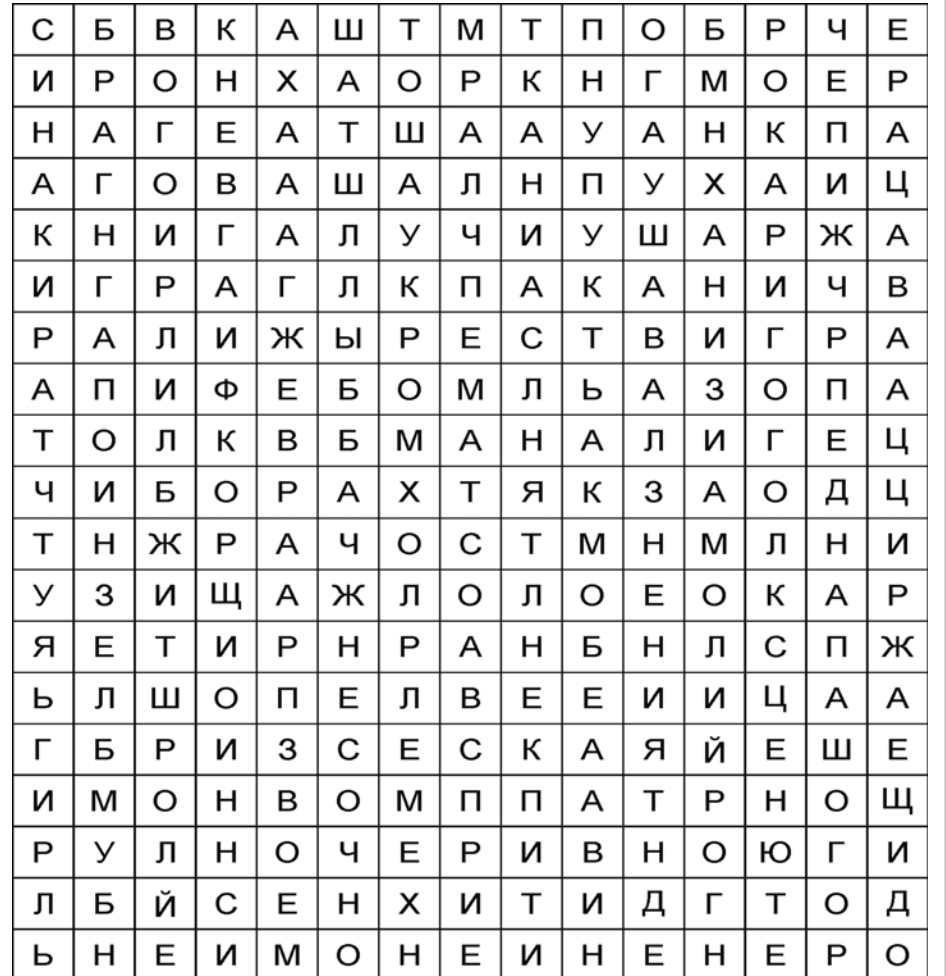 С Б В К А Ш Т М Т П О Б Р Ч Е
И Р О Н Х А О Р К Н Г М О Е Р
Н А Г Е А Т Ш А А У А Н К П А
А Г О В А Ш А Л Н П У Х А И Ц
К Н И Г А Л У Ч И У Ш А Р Ж А
И Г Р А Г Л К П А К А Н И Ч В
Р А Л И Ж Ы Р Е С Т В И Г Р А
А П И Ф Е Б О М Л Ь А З О П А
Т О Л К В Б М А Н А Л И Г Е Ц
Ч И Б О Р А Х Т Я К З А О Д Ц
Т Н Ж Р А Ч О С Т М Н М Л Н И
У З И Щ А Ж Л О Л О Е О К А Р
Я Е Т И Р Н Р А Н Б Н Л С П Ж
Ь Л Ш О П Е Л В Е Е И И Ц А А
Г Б Р И З С Е С К А Я Й Е Ш Е
И М О Н В О М П П А Т Р Н О Щ
Р У Л Н О Ч Е Р И В Н О Ю Г И
Л Б Й С Е Н Х И Т И Д Г Т О Д
Ь Н Е И М О Н Е И Н Е Н Е Р О